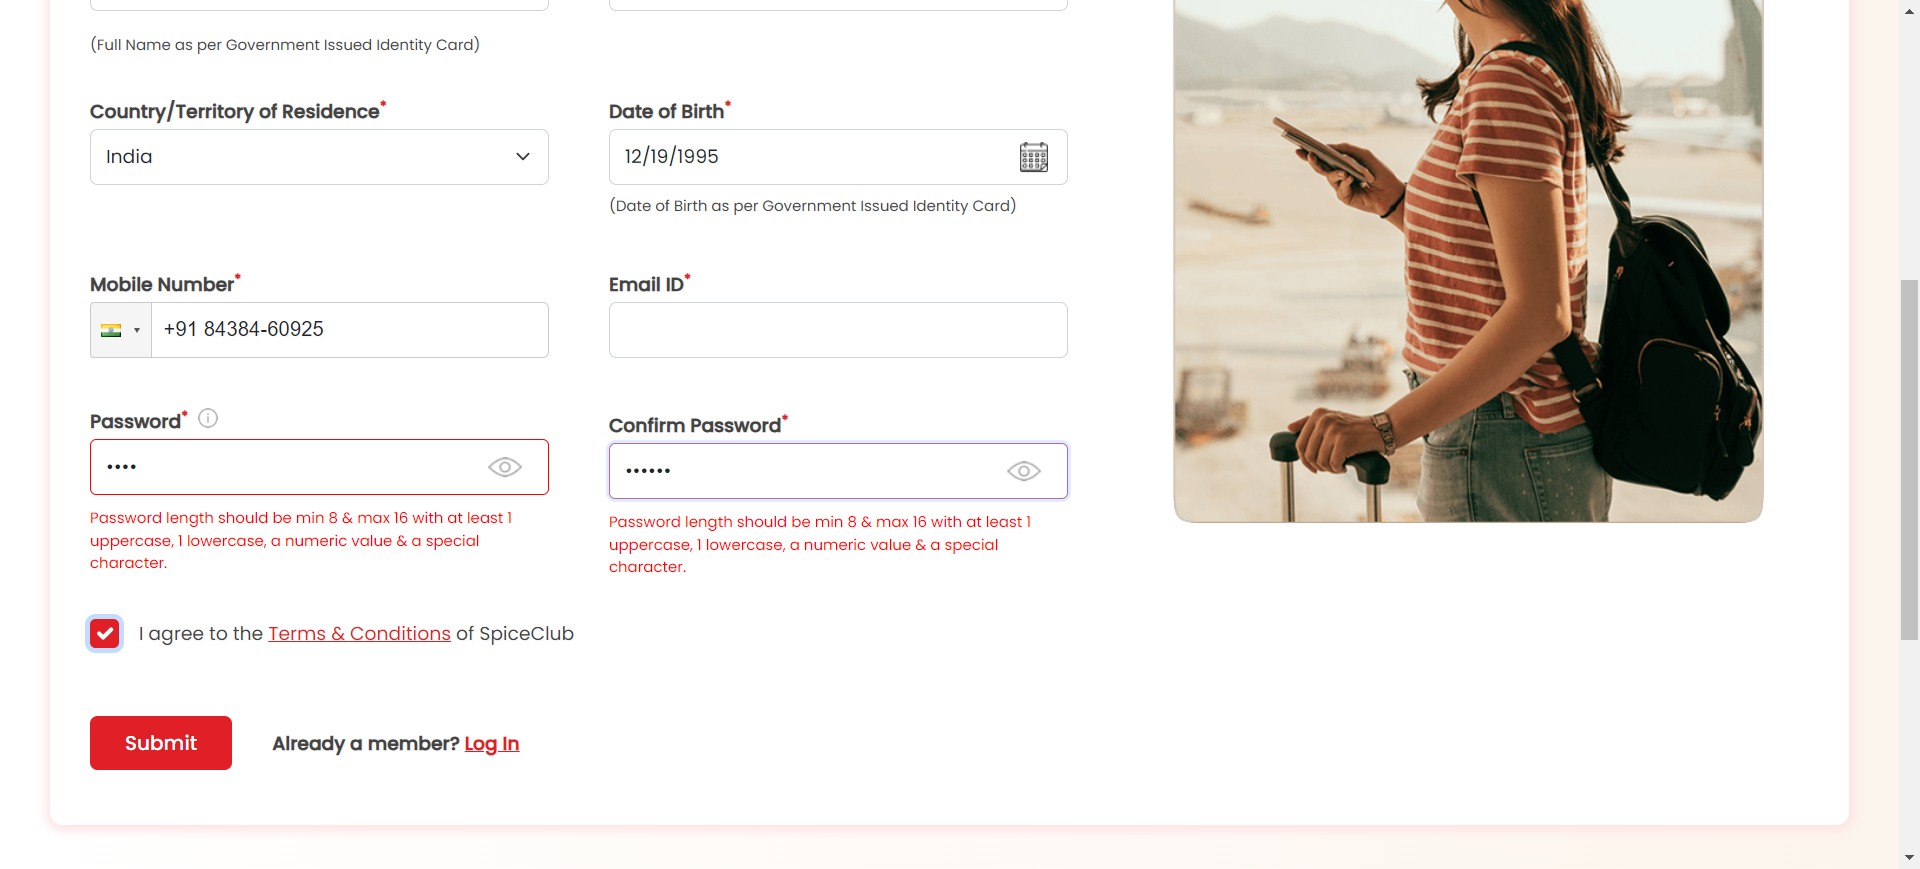 (Full Name as per Government Issued Identity Card)
Country/Territory of Residence*
Date of Birth*
India
12/19/1995
(Date of Birth as per Government Issued Identity Card)
Mobile Number*
Email ID*
+91 84384-60925
Password*
Confirm Password*
••••
••••••
Password length should be min 8 & max 16 with at least 1
uppercase, 1 lowercase, a numeric value & a special
character.
Password length should be min 8 & max 16 with at least 1
uppercase, 1 lowercase, a numeric value & a special
character.
I agree to the Terms & Conditions of SpiceClub
Submit
Already a member? Log In